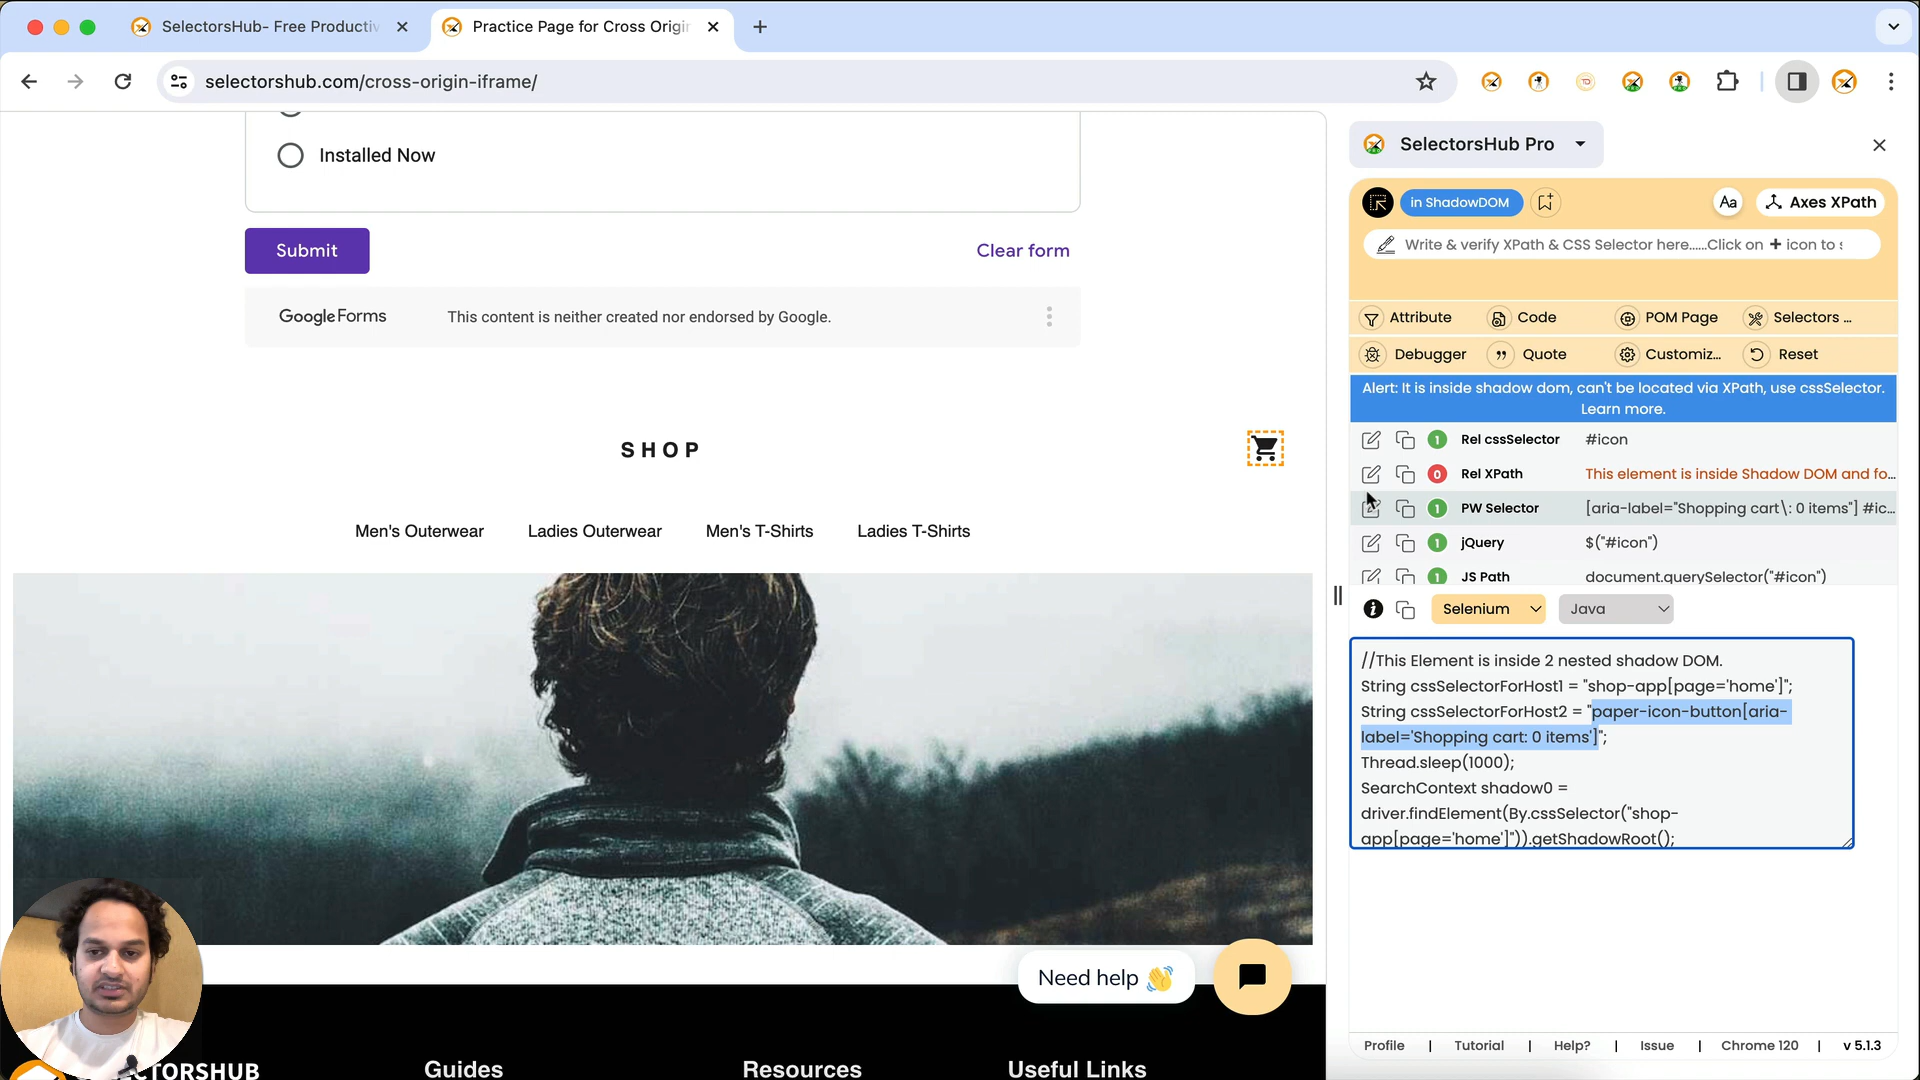 SelectorsHub- Free Productiv
Practice Page for Cross Origin
selectorshub.com/cross-origin-iframe/
Installed Now
Submit
Clear form
Google Forms
This content is neither created nor endorsed by Google.
SHOP
Men's Outerwear
Ladies Outerwear
Men's T-Shirts
Ladies T-Shirts
Need help 👋
CTORSHUB
Guides
Resources
Useful Links
SelectorsHub Pro
in ShadowDOM
Aa
Axes XPath
Write & verify XPath & CSS Selector here......Click on + icon to s
Attribute
Code
POM Page
Selectors ...
Debugger
Quote
Customiz...
Reset
Alert: It is inside shadow dom, can't be located via XPath, use cssSelector.
Learn more.
1 Rel cssSelector #icon
0 Rel XPath This element is inside Shadow DOM and fo...
1 PW Selector [aria-label="Shopping cart\: 0 items"] #ic...
1 jQuery $("#icon")
1 JS Path document.querySelector("#icon")
Selenium
Java
//This Element is inside 2 nested shadow DOM.
String cssSelectorForHost1 = "shop-app[page='home']";
String cssSelectorForHost2 = "paper-icon-button[aria-
label='Shopping cart: 0 items']";
Thread.sleep(1000);
SearchContext shadow0 =
driver.findElement(By.cssSelector("shop-
app[page='home']")).getShadowRoot();
Profile | Tutorial | Help? | Issue | Chrome 120 | v 5.1.3